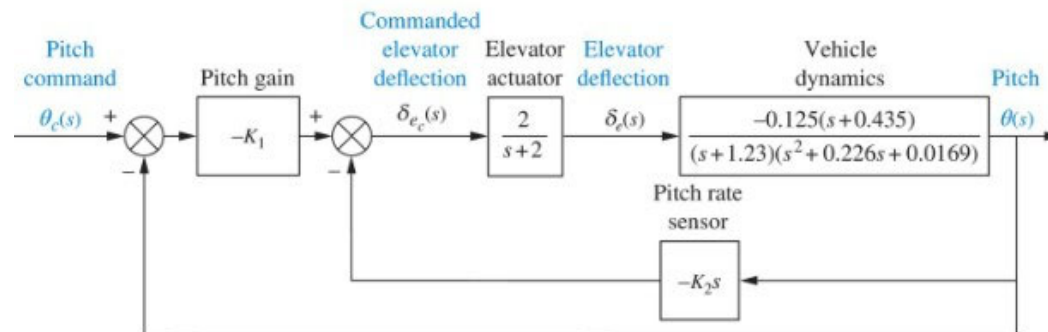 Pitch
command
θc(s)
+
−
Pitch gain
−K1
+
−
Commanded
elevator
deflection
δec(s)
Elevator
actuator
2
s+2
Elevator
deflection
δe(s)
Vehicle
dynamics
−0.125(s+0.435)
(s+1.23)(s²+0.226s+0.0169)
Pitch
θ(s)
Pitch rate
sensor
−K2s